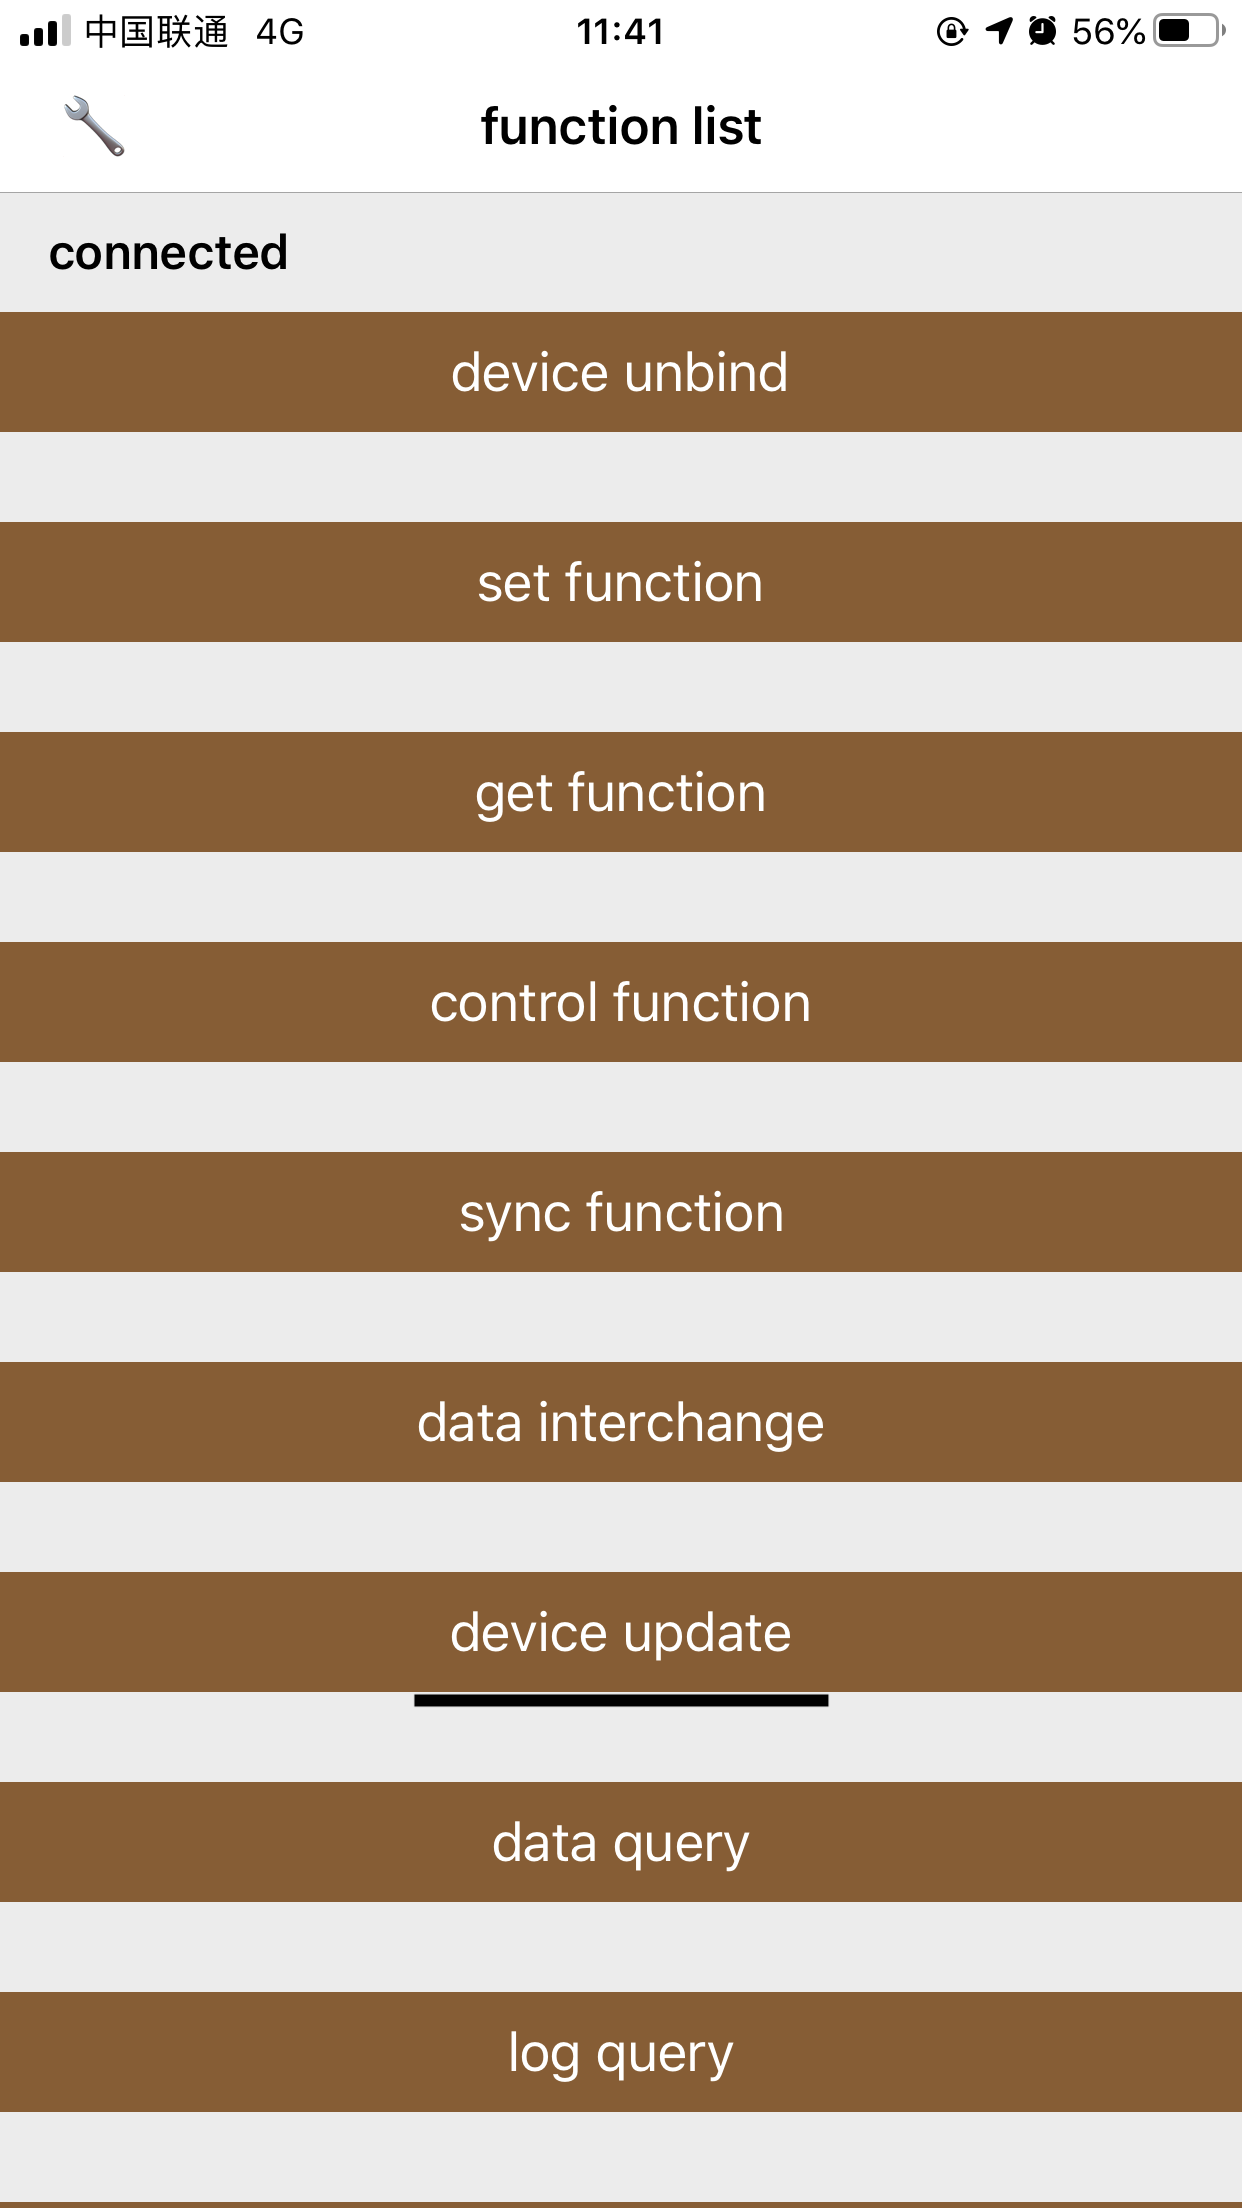 中国联通 4G 11:41 56%
function list
connected
device unbind
set function
get function
control function
sync function
data interchange
device update
data query
log query